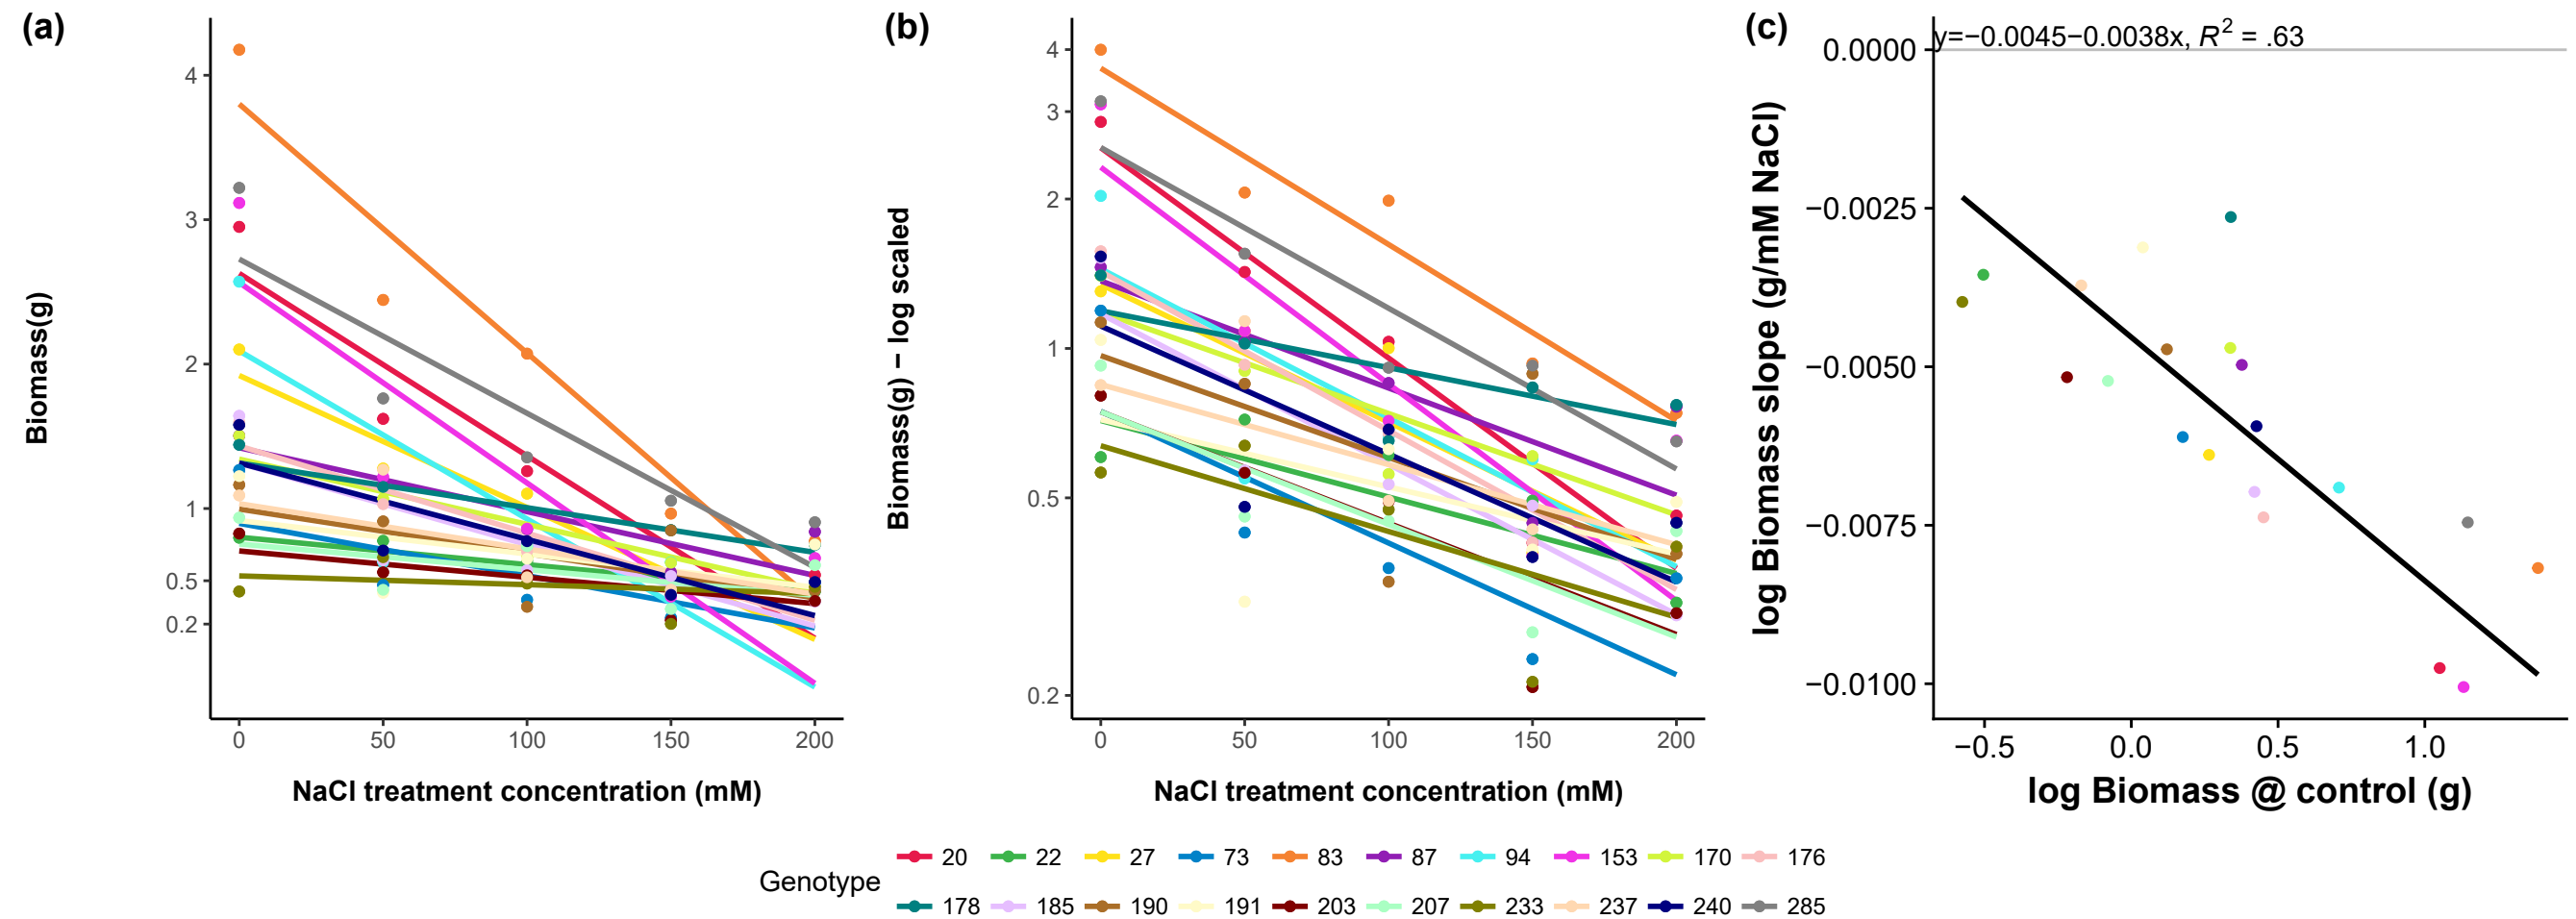 (a)
Biomass(g)
4
3
2
1
0.5
0.2
0 50 100 150 200
NaCl treatment concentration (mM)
(b)
Biomass(g) − log scaled
4
3
2
1
0.5
0.2
0 50 100 150 200
NaCl treatment concentration (mM)
(c)
y=−0.0045−0.0038x, R² = .63
log Biomass slope (g/mM NaCl)
0.0000
−0.0025
−0.0050
−0.0075
−0.0100
−0.5 0.0 0.5 1.0
log Biomass @ control (g)
Genotype
20 22 27 73 83 87 94 153 170 176
178 185 190 191 203 207 233 237 240 285